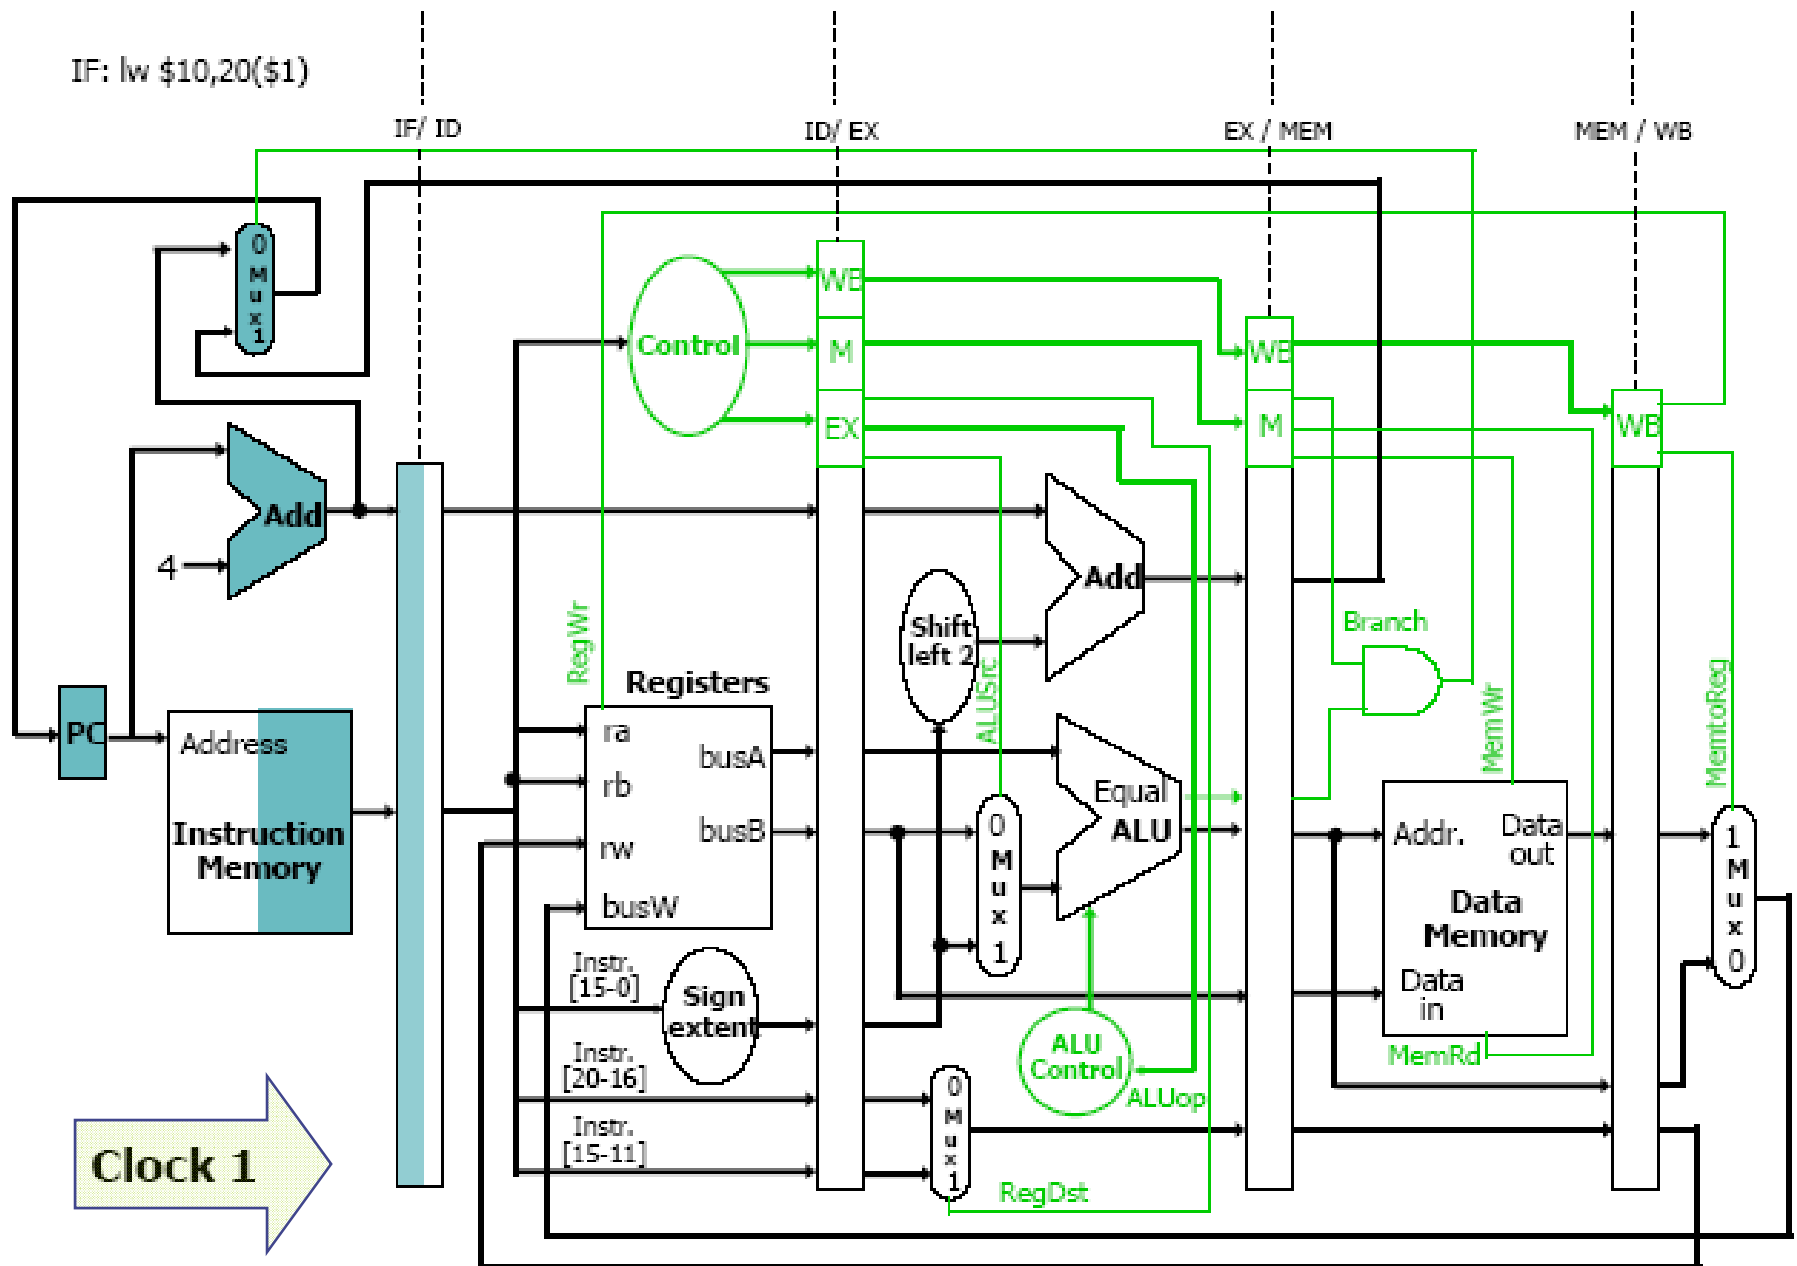 IF: lw $10,20($1)
IF/ ID
ID/ EX
EX / MEM
MEM / WB
0
M
u
x
1
Control
WB
M
EX
WB
M
WB
Add
4
Add
Shift
left 2
Branch
RegWr
ALUSrc
MemWr
MemtoReg
PC
Address
Instruction
Memory
Registers
ra
rb
rw
busW
busA
busB
Equal
ALU
0
M
u
x
1
Addr.
Data
out
Data
Memory
Data
in
MemRd
1
M
u
x
0
Instr.
[15-0]
Sign
extent
Instr.
[20-16]
Instr.
[15-11]
ALU
Control
ALUop
0
M
u
x
1
RegDst
Clock 1